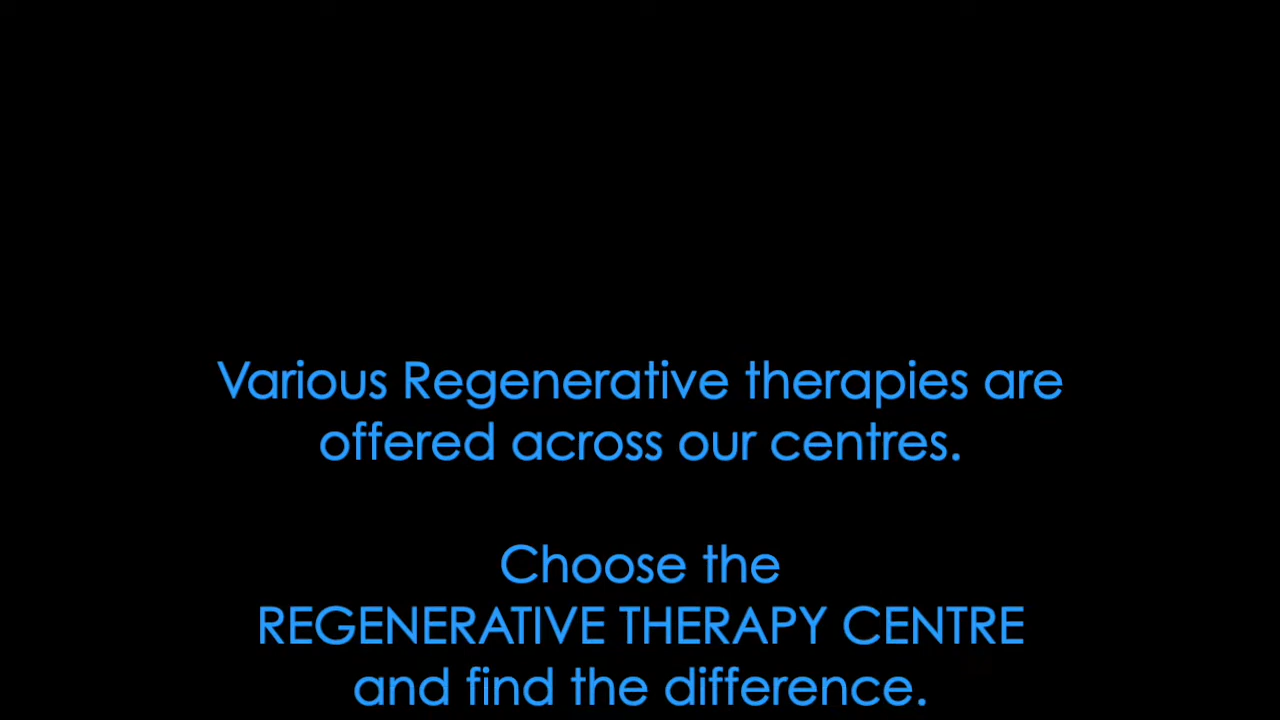 Various Regenerative therapies are
offered across our centres.
Choose the
REGENERATIVE THERAPY CENTRE
and find the difference.